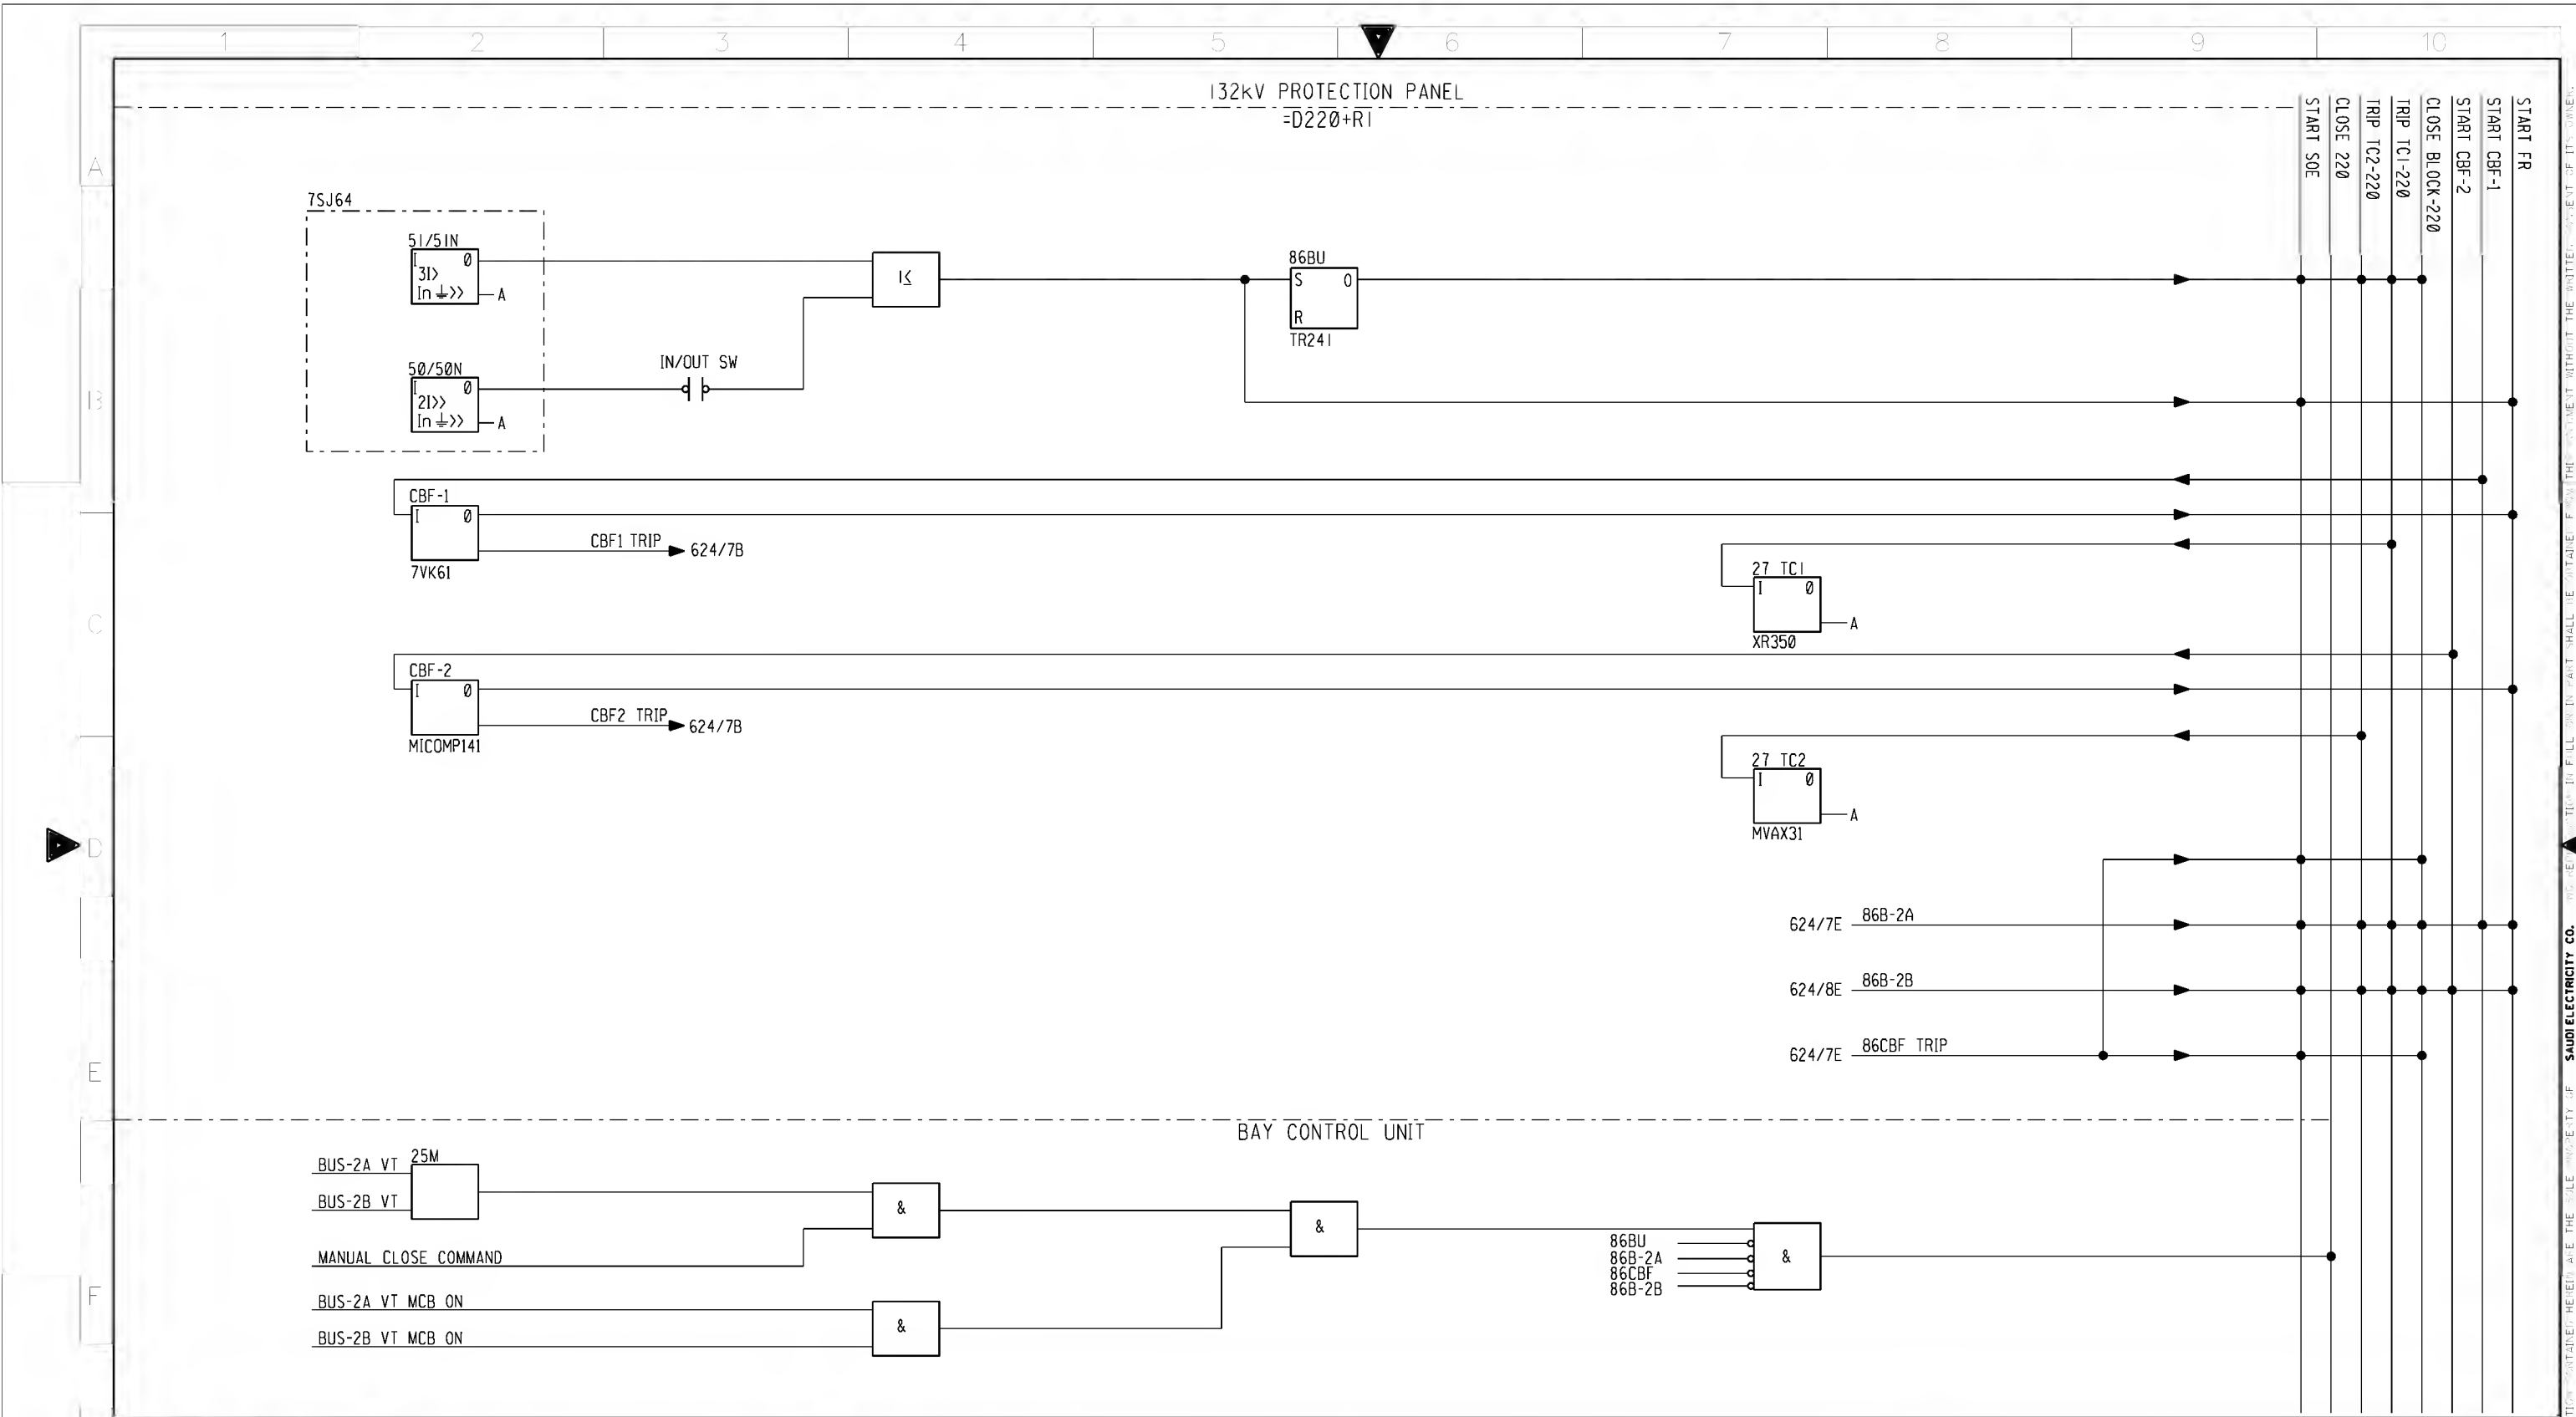 1 2 3 4 5 6 7 8 9 10
132kV PROTECTION PANEL
=D220+R1
START SOE
CLOSE 220
TRIP TC2-220
TRIP TC1-220
CLOSE BLOCK-220
START CBF-2
START CBF-1
START FR
A
7SJ64
51/51N
I 0
3I>
In ⏚>>
A
1≥
86BU
S 0
R
TR241
B
50/50N
I 0
2I>>
In ⏚>>
A
IN/OUT SW
CBF-1
I 0
7VK61
CBF1 TRIP
624/7B
27 TC1
I 0
A
XR350
C
CBF-2
I 0
MICOMP141
CBF2 TRIP
624/7B
27 TC2
I 0
A
MVAX31
D
624/7E 86B-2A
624/8E 86B-2B
624/7E 86CBF TRIP
E
BAY CONTROL UNIT
BUS-2A VT
25M
BUS-2B VT
&
MANUAL CLOSE COMMAND
&
86BU
86B-2A
86CBF
86B-2B
&
F
BUS-2A VT MCB ON
BUS-2B VT MCB ON
&
SAUDI ELECTRICITY CO.